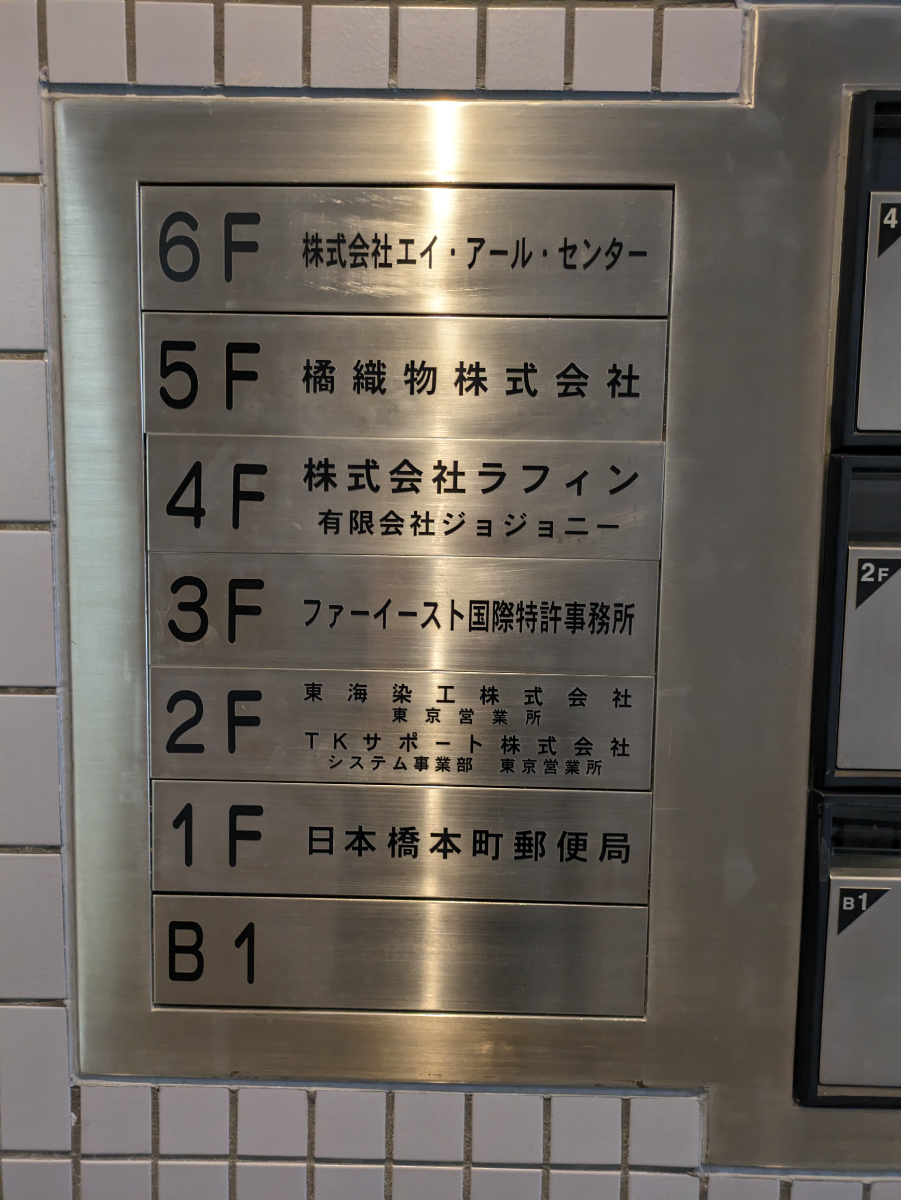 6F 株式会社エイ・アール・センター
5F 橘織物株式会社
4F 株式会社ラフィン
有限会社ジョジョニー
3F ファーイースト国際特許事務所
2F 東海染工株式会社
東京営業所
TKサポート株式会社
システム事業部 東京営業所
1F 日本橋本町郵便局
B1
4
2F
B1